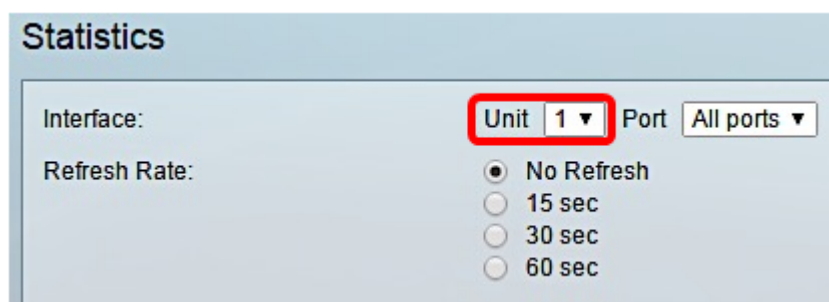 Statistics
Interface: Unit 1 Port All ports
Refresh Rate: No Refresh
15 sec
30 sec
60 sec